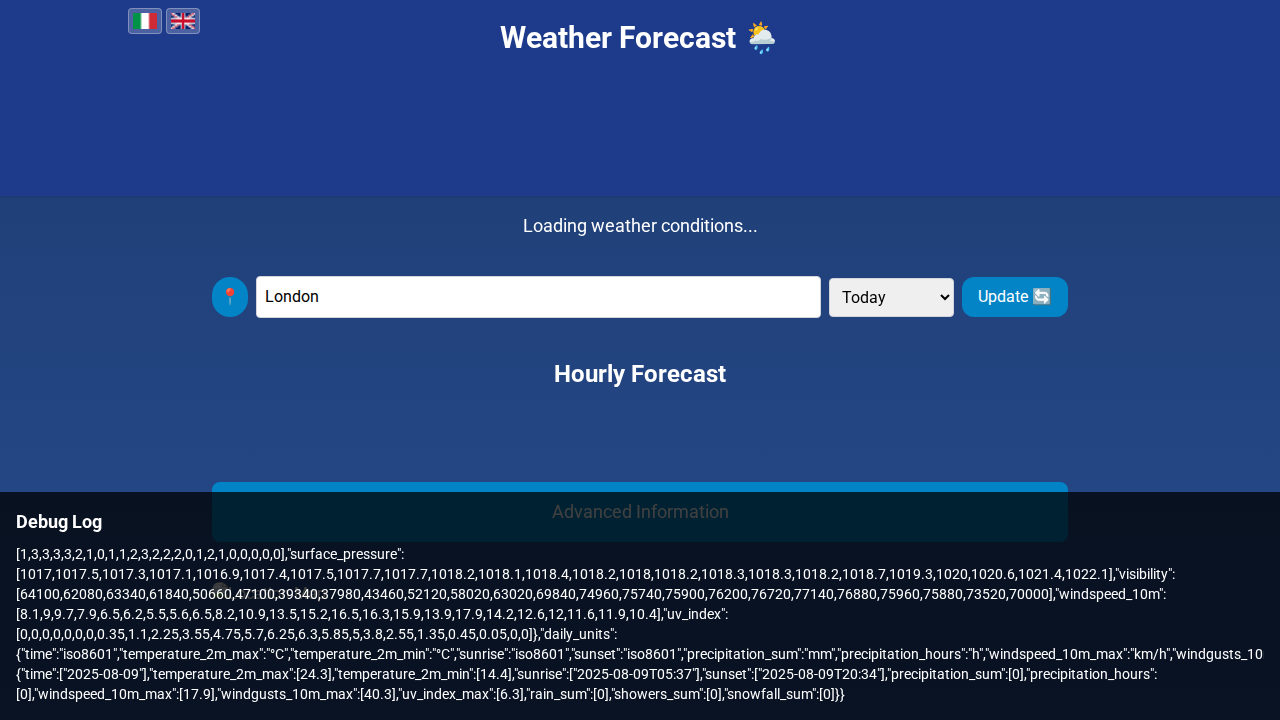 Weather Forecast 🌦️
Loading weather conditions...
London
Today
Update 🔄
Hourly Forecast
Advanced Information
Debug Log
[1,3,3,3,3,2,1,0,1,1,2,3,2,2,2,0,1,2,1,0,0,0,0,0],"surface_pressure":
[1017,1017.5,1017.3,1017.1,1016.9,1017.4,1017.5,1017.7,1017.7,1018.2,1018.1,1018.4,1018.2,1018,1018.2,1018.3,1018.3,1018.2,1018.7,1019.3,1020,1020.6,1021.4,1022.1],"visibility":
[64100,62080,63340,61840,50660,47100,39340,37980,43460,52120,58020,63020,69840,74960,75740,75900,76200,76720,77140,76880,75960,75880,73520,70000],"windspeed_10m":
[8.1,9,9.7,7.9,6.5,6.2,5.5,5.6,6.5,8.2,10.9,13.5,15.2,16.5,16.3,15.9,13.9,17.9,14.2,12.6,12,11.6,11.9,10.4],"uv_index":
[0,0,0,0,0,0,0.35,1.1,2.25,3.55,4.75,5.7,6.25,6.3,5.85,5,3.8,2.55,1.35,0.45,0.05,0,0]},"daily_units":
{"time":"iso8601","temperature_2m_max":"°C","temperature_2m_min":"°C","sunrise":"iso8601","sunset":"iso8601","precipitation_sum":"mm","precipitation_hours":"h","windspeed_10m_max":"km/h","windgusts_10
{"time":["2025-08-09"],"temperature_2m_max":[24.3],"temperature_2m_min":[14.4],"sunrise":["2025-08-09T05:37"],"sunset":["2025-08-09T20:34"],"precipitation_sum":[0],"precipitation_hours":
[0],"windspeed_10m_max":[17.9],"windgusts_10m_max":[40.3],"uv_index_max":[6.3],"rain_sum":[0],"showers_sum":[0],"snowfall_sum":[0]}}